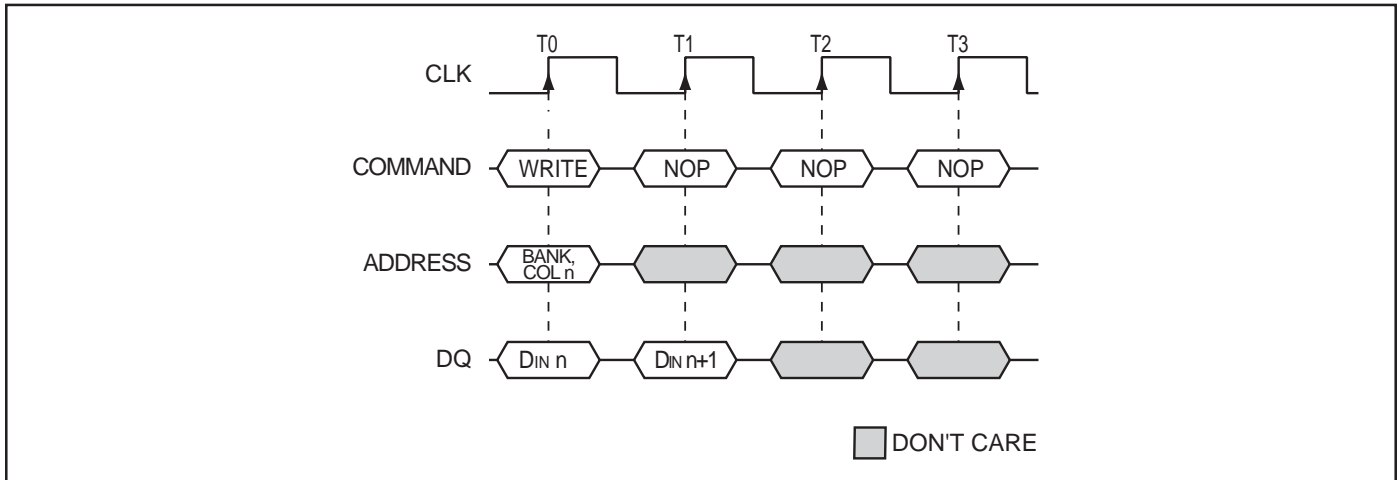 T0 T1 T2 T3
CLK
COMMAND WRITE NOP NOP NOP
ADDRESS BANK,
COL n
DQ DIN n DIN n+1
DON'T CARE